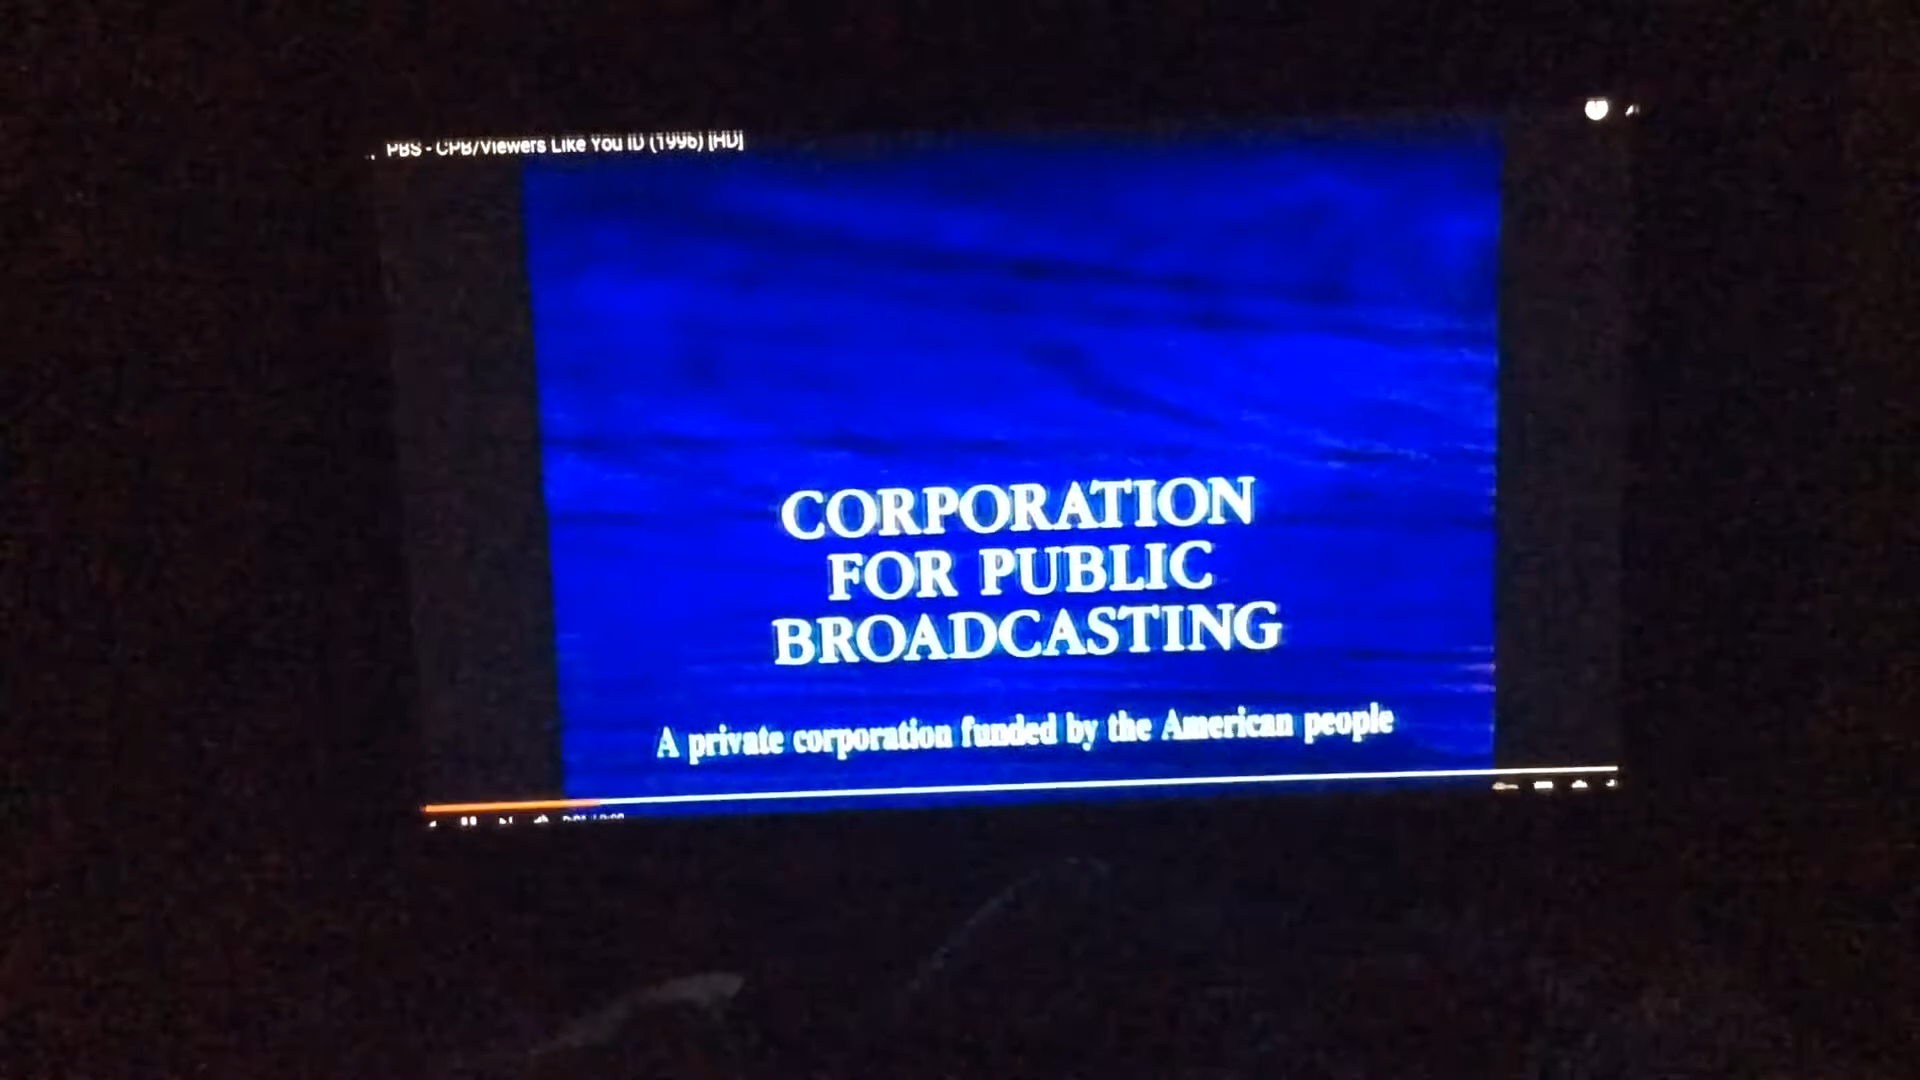 PBS - CPB/Viewers Like You ID (1996) [HD]
CORPORATION
FOR PUBLIC
BROADCASTING
A private corporation funded by the American people